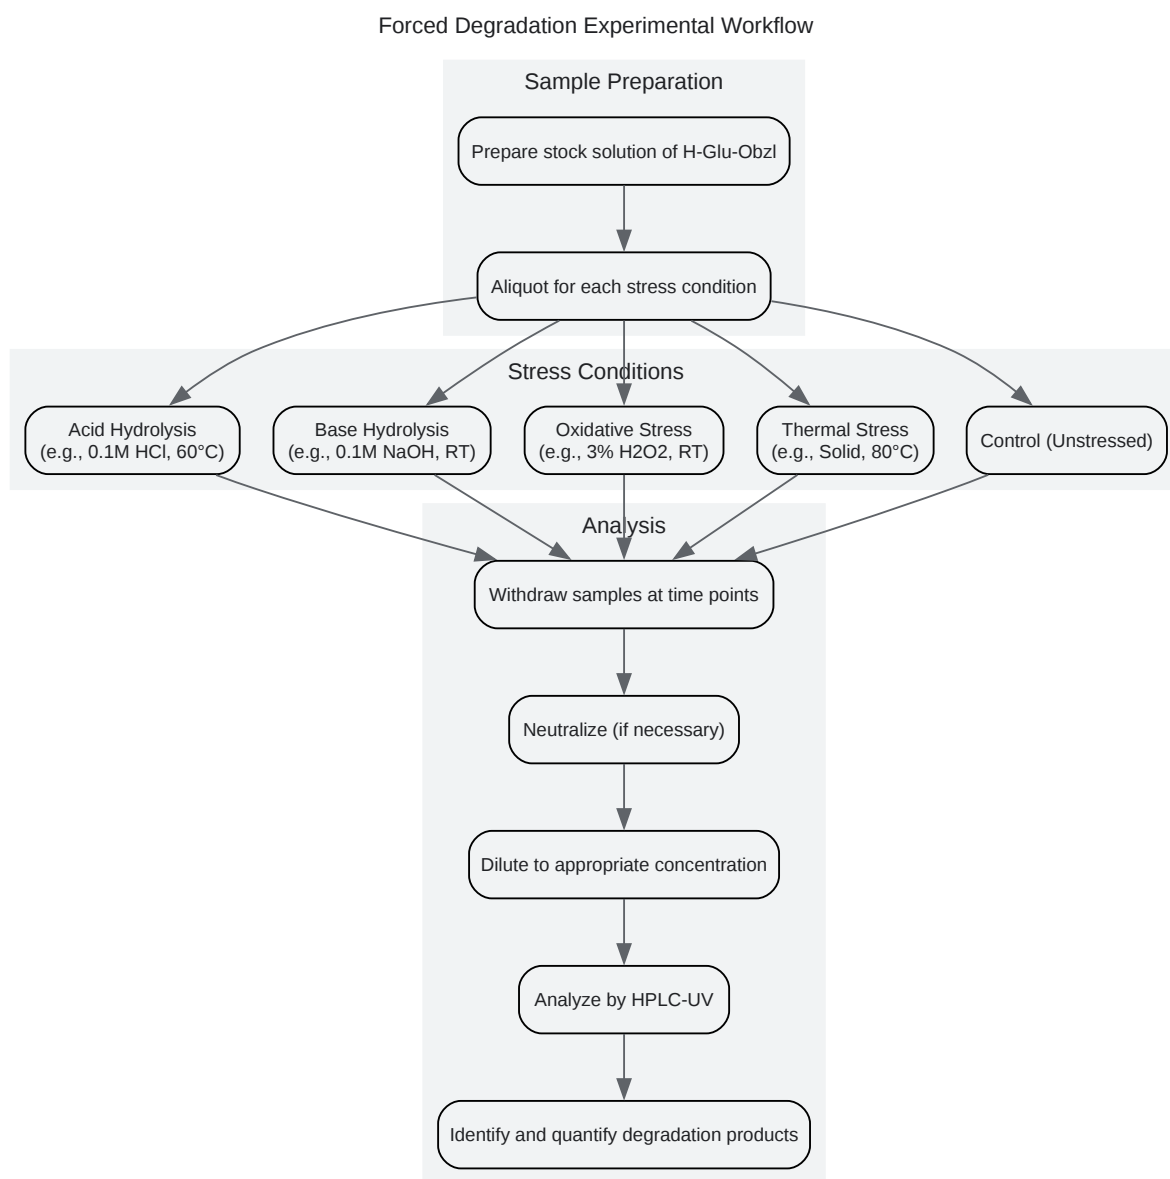 Forced Degradation Experimental Workflow
Sample Preparation
Prepare stock solution of H-Glu-Obzl
Aliquot for each stress condition
Stress Conditions
Acid Hydrolysis
(e.g., 0.1M HCl, 60°C)
Base Hydrolysis
(e.g., 0.1M NaOH, RT)
Oxidative Stress
(e.g., 3% H2O2, RT)
Thermal Stress
(e.g., Solid, 80°C)
Control (Unstressed)
Analysis
Withdraw samples at time points
Neutralize (if necessary)
Dilute to appropriate concentration
Analyze by HPLC-UV
Identify and quantify degradation products